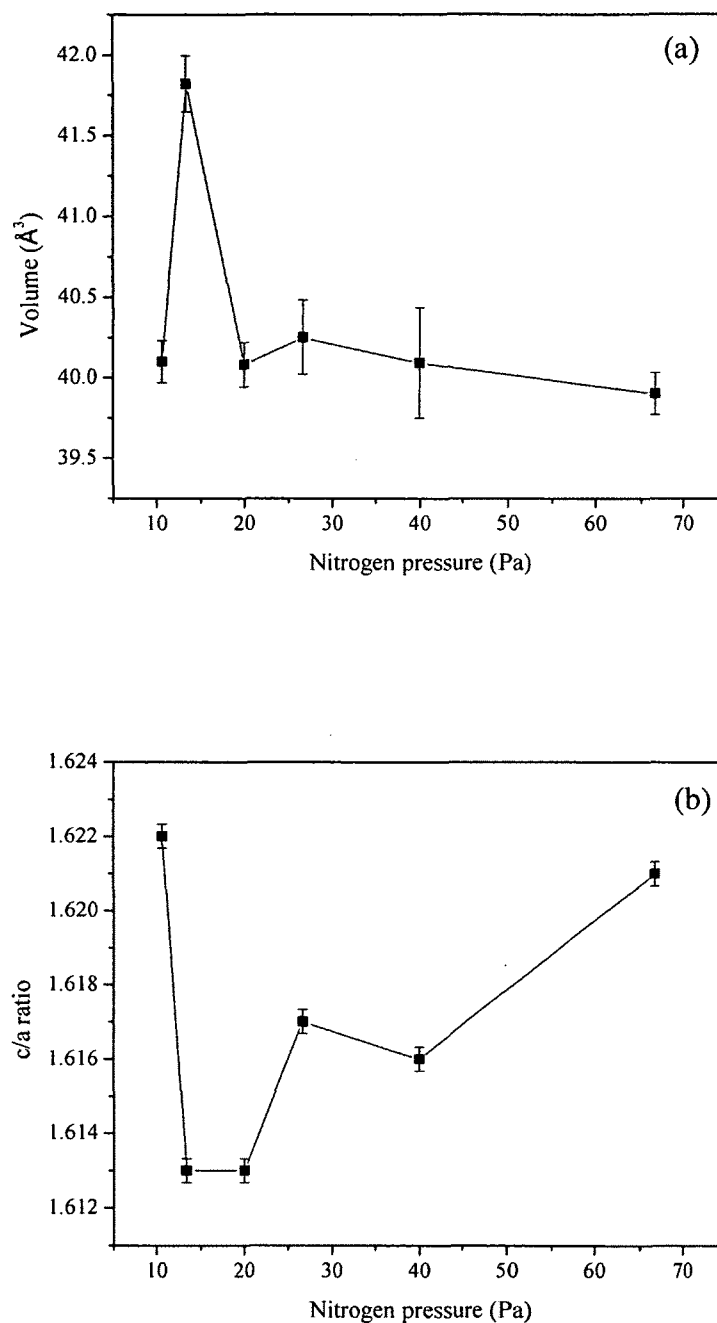 (a)
42.0
41.5
41.0
40.5
40.0
39.5
Volume (Å³)
10 20 30 40 50 60 70
Nitrogen pressure (Pa)
(b)
1.624
1.622
1.620
1.618
1.616
1.614
1.612
c/a ratio
10 20 30 40 50 60 70
Nitrogen pressure (Pa)